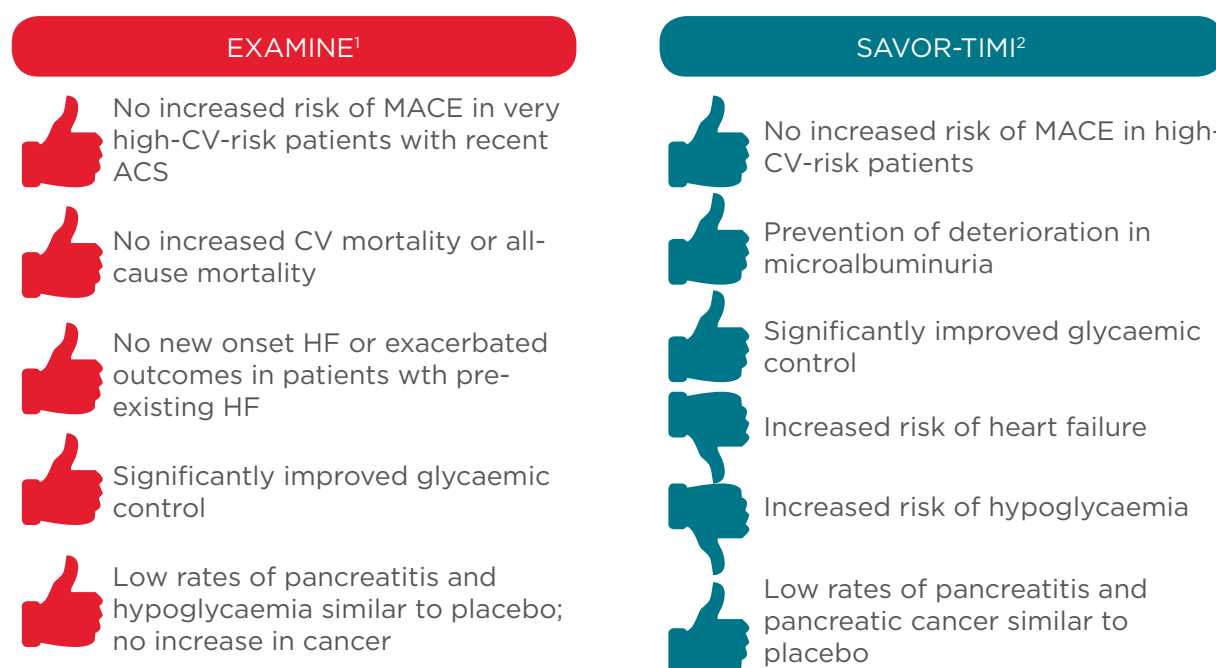 EXAMINE¹
No increased risk of MACE in very
high-CV-risk patients with recent
ACS
No increased CV mortality or all-
cause mortality
No new onset HF or exacerbated
outcomes in patients wth pre-
existing HF
Significantly improved glycaemic
control
Low rates of pancreatitis and
hypoglycaemia similar to placebo;
no increase in cancer
SAVOR-TIMI²
No increased risk of MACE in high-
CV-risk patients
Prevention of deterioration in
microalbuminuria
Significantly improved glycaemic
control
Increased risk of heart failure
Increased risk of hypoglycaemia
Low rates of pancreatitis and
pancreatic cancer similar to
placebo